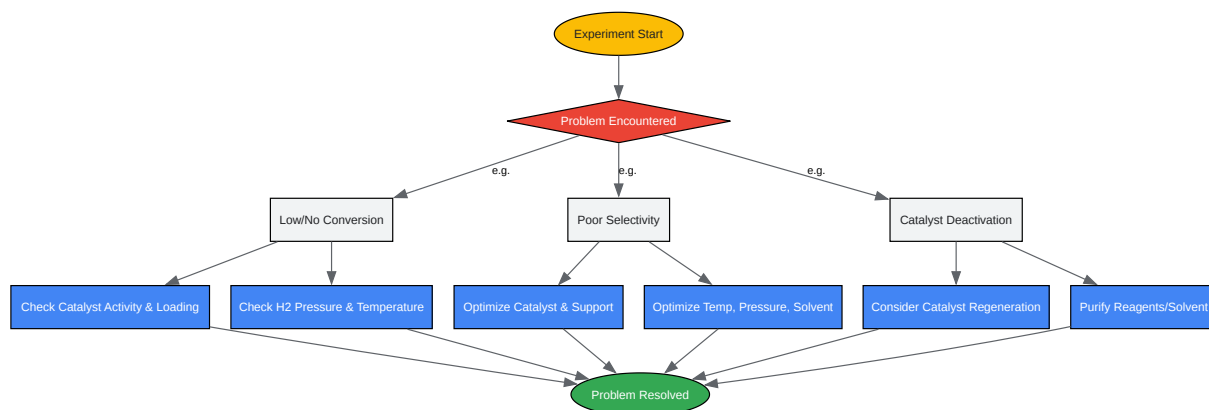 Experiment Start
Problem Encountered
e.g.
e.g.
e.g.
Low/No Conversion
Poor Selectivity
Catalyst Deactivation
Check Catalyst Activity & Loading
Check H2 Pressure & Temperature
Optimize Catalyst & Support
Optimize Temp, Pressure, Solvent
Consider Catalyst Regeneration
Purify Reagents/Solvent
Problem Resolved